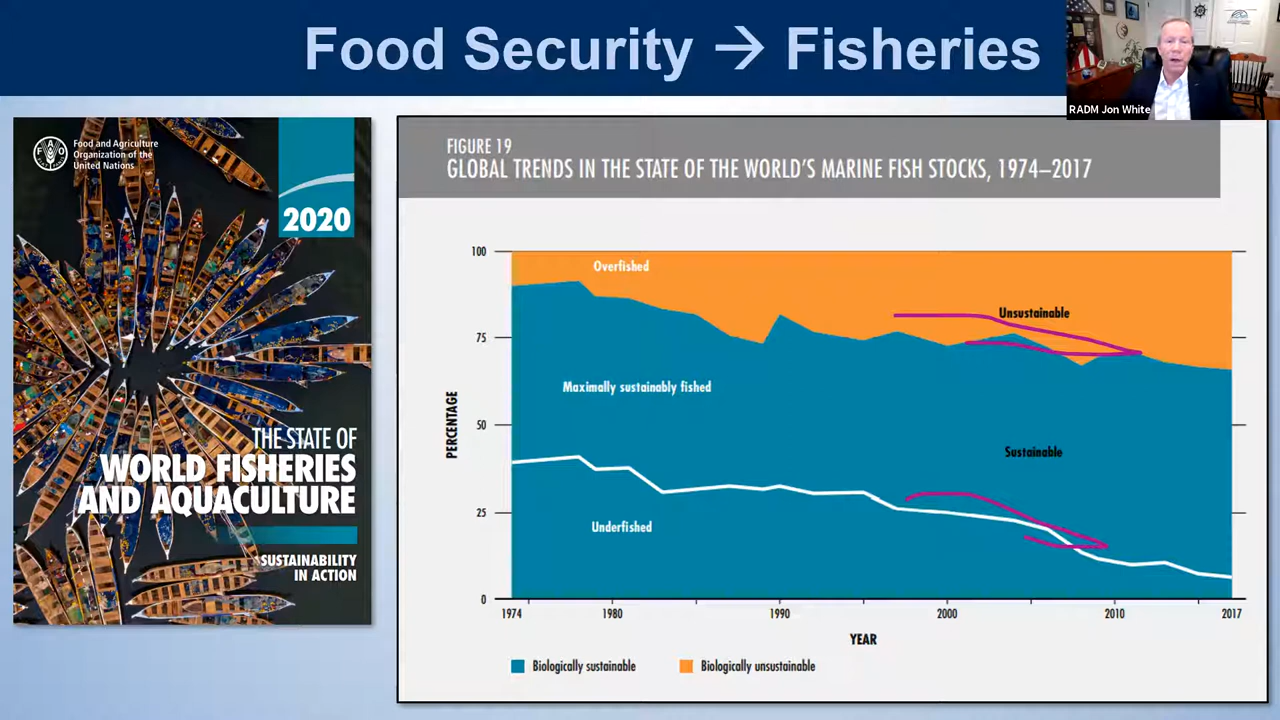 Food Security → Fisheries
RADM Jon White
FAO
Food and Agriculture
Organization of the
United Nations
2020
THE STATE OF
WORLD FISHERIES
AND AQUACULTURE
SUSTAINABILITY
IN ACTION
FIGURE 19
GLOBAL TRENDS IN THE STATE OF THE WORLD'S MARINE FISH STOCKS, 1974–2017
PERCENTAGE
100
75
50
25
0
Overfished
Unsustainable
Maximally sustainably fished
Sustainable
Underfished
1974 1980 1990 2000 2010 2017
YEAR
Biologically sustainable Biologically unsustainable